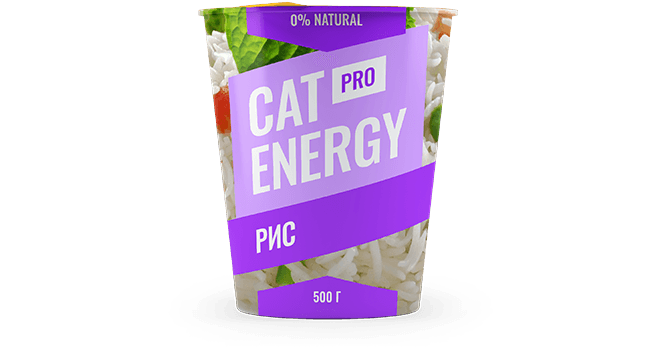 0% NATURAL
CAT PRO
ENERGY
РИС
500 Г